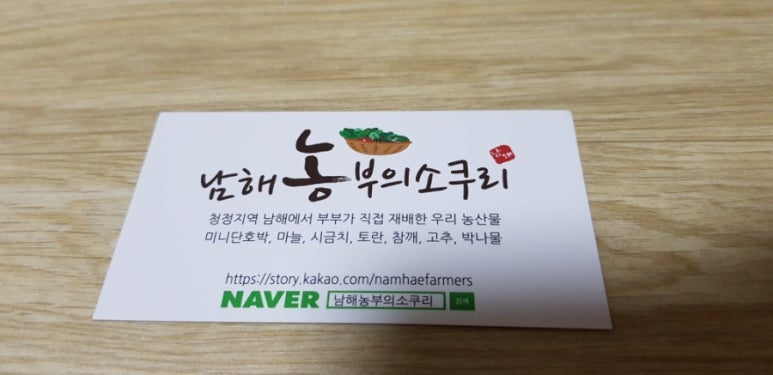 남해농부의소쿠리
남해
청정지역 남해에서 부부가 직접 재배한 우리 농산물
미니단호박, 마늘, 시금치, 토란, 참깨, 고추, 박나물
https://story.kakao.com/namhaefarmers
NAVER 남해농부의소쿠리 검색